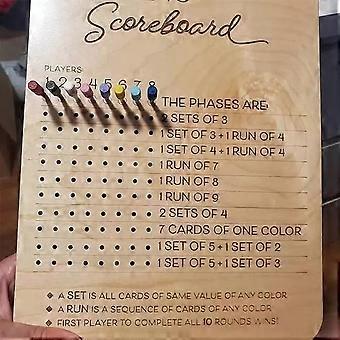 Scoreboard
PLAYERS
1 2 3 4 5 6 7 8
THE PHASES ARE:
2 SETS OF 3
1 SET OF 3 + 1 RUN OF 4
1 SET OF 4 + 1 RUN OF 4
1 RUN OF 7
1 RUN OF 8
1 RUN OF 9
2 SETS OF 4
7 CARDS OF ONE COLOR
1 SET OF 5 + 1 SET OF 2
1 SET OF 5 + 1 SET OF 3
◆ A SET IS ALL CARDS OF SAME VALUE OF ANY COLOR
◆ A RUN IS A SEQUENCE OF CARDS OF ANY COLOR
◆ FIRST PLAYER TO COMPLETE ALL 10 ROUNDS WINS!